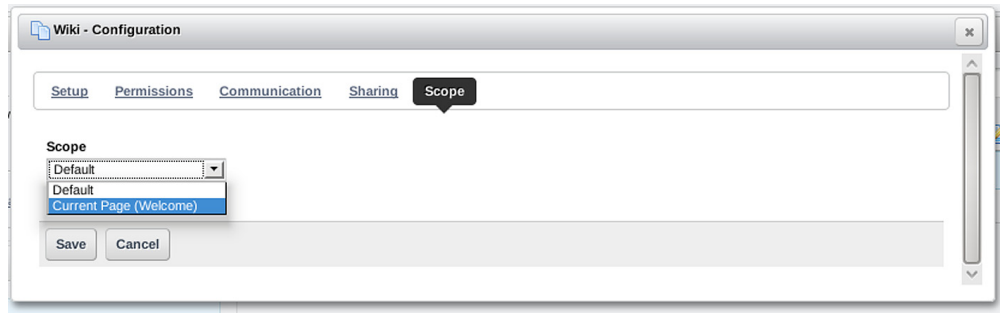 Wiki - Configuration
Setup Permissions Communication Sharing Scope
Scope
Default
Default
Current Page (Welcome)
Save Cancel